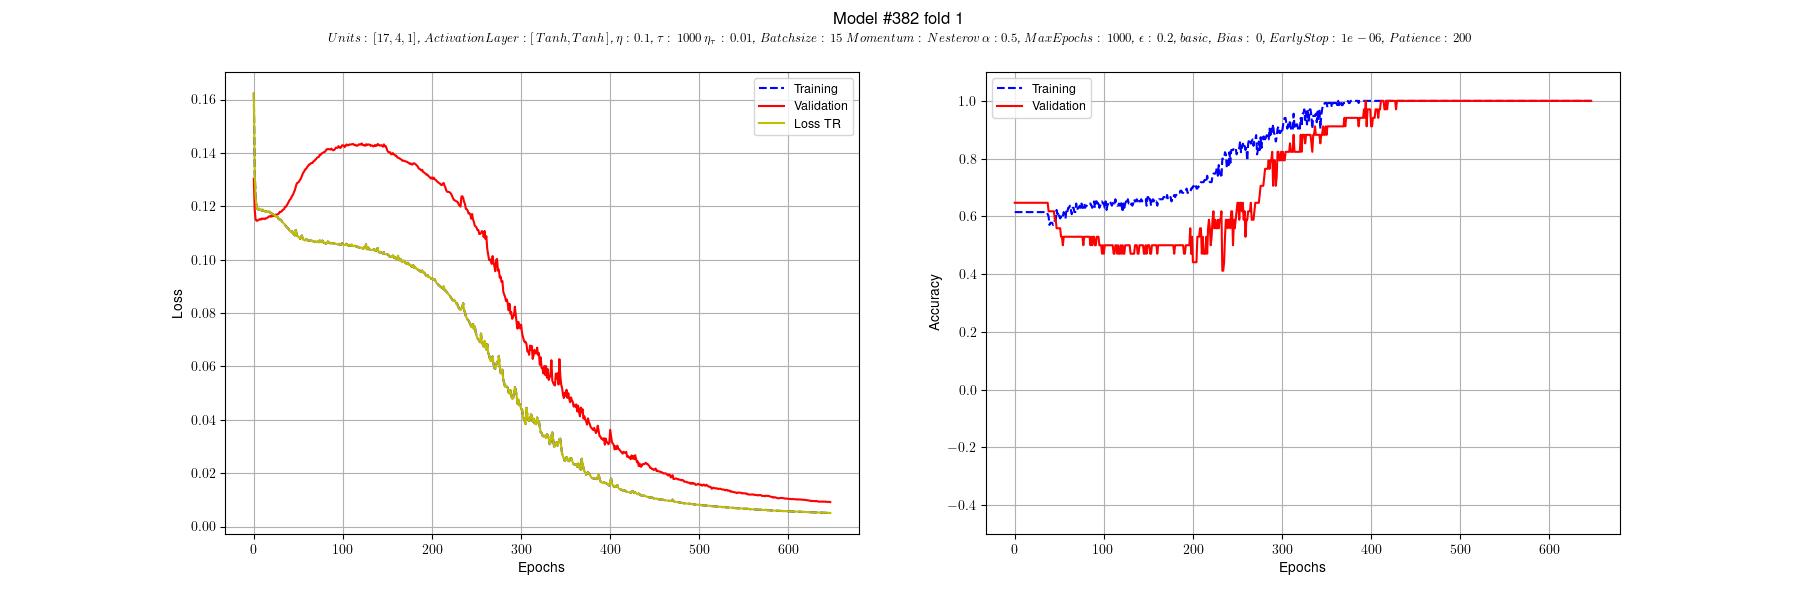 Model #382 fold 1
Units : [17, 4, 1], ActivationLayer : [Tanh, Tanh], η : 0.1, τ : 1000 ητ : 0.01, Batchsize : 15 Momentum : Nesterov α : 0.5, MaxEpochs : 1000, ϵ : 0.2, basic, Bias : 0, EarlyStop : 1e − 06, Patience : 200
Training
Validation
Loss TR
0.16
0.14
0.12
0.10
0.08
0.06
0.04
0.02
0.00
Loss
0 100 200 300 400 500 600
Epochs
Training
Validation
1.0
0.8
0.6
0.4
0.2
0.0
−0.2
−0.4
Accuracy
0 100 200 300 400 500 600
Epochs